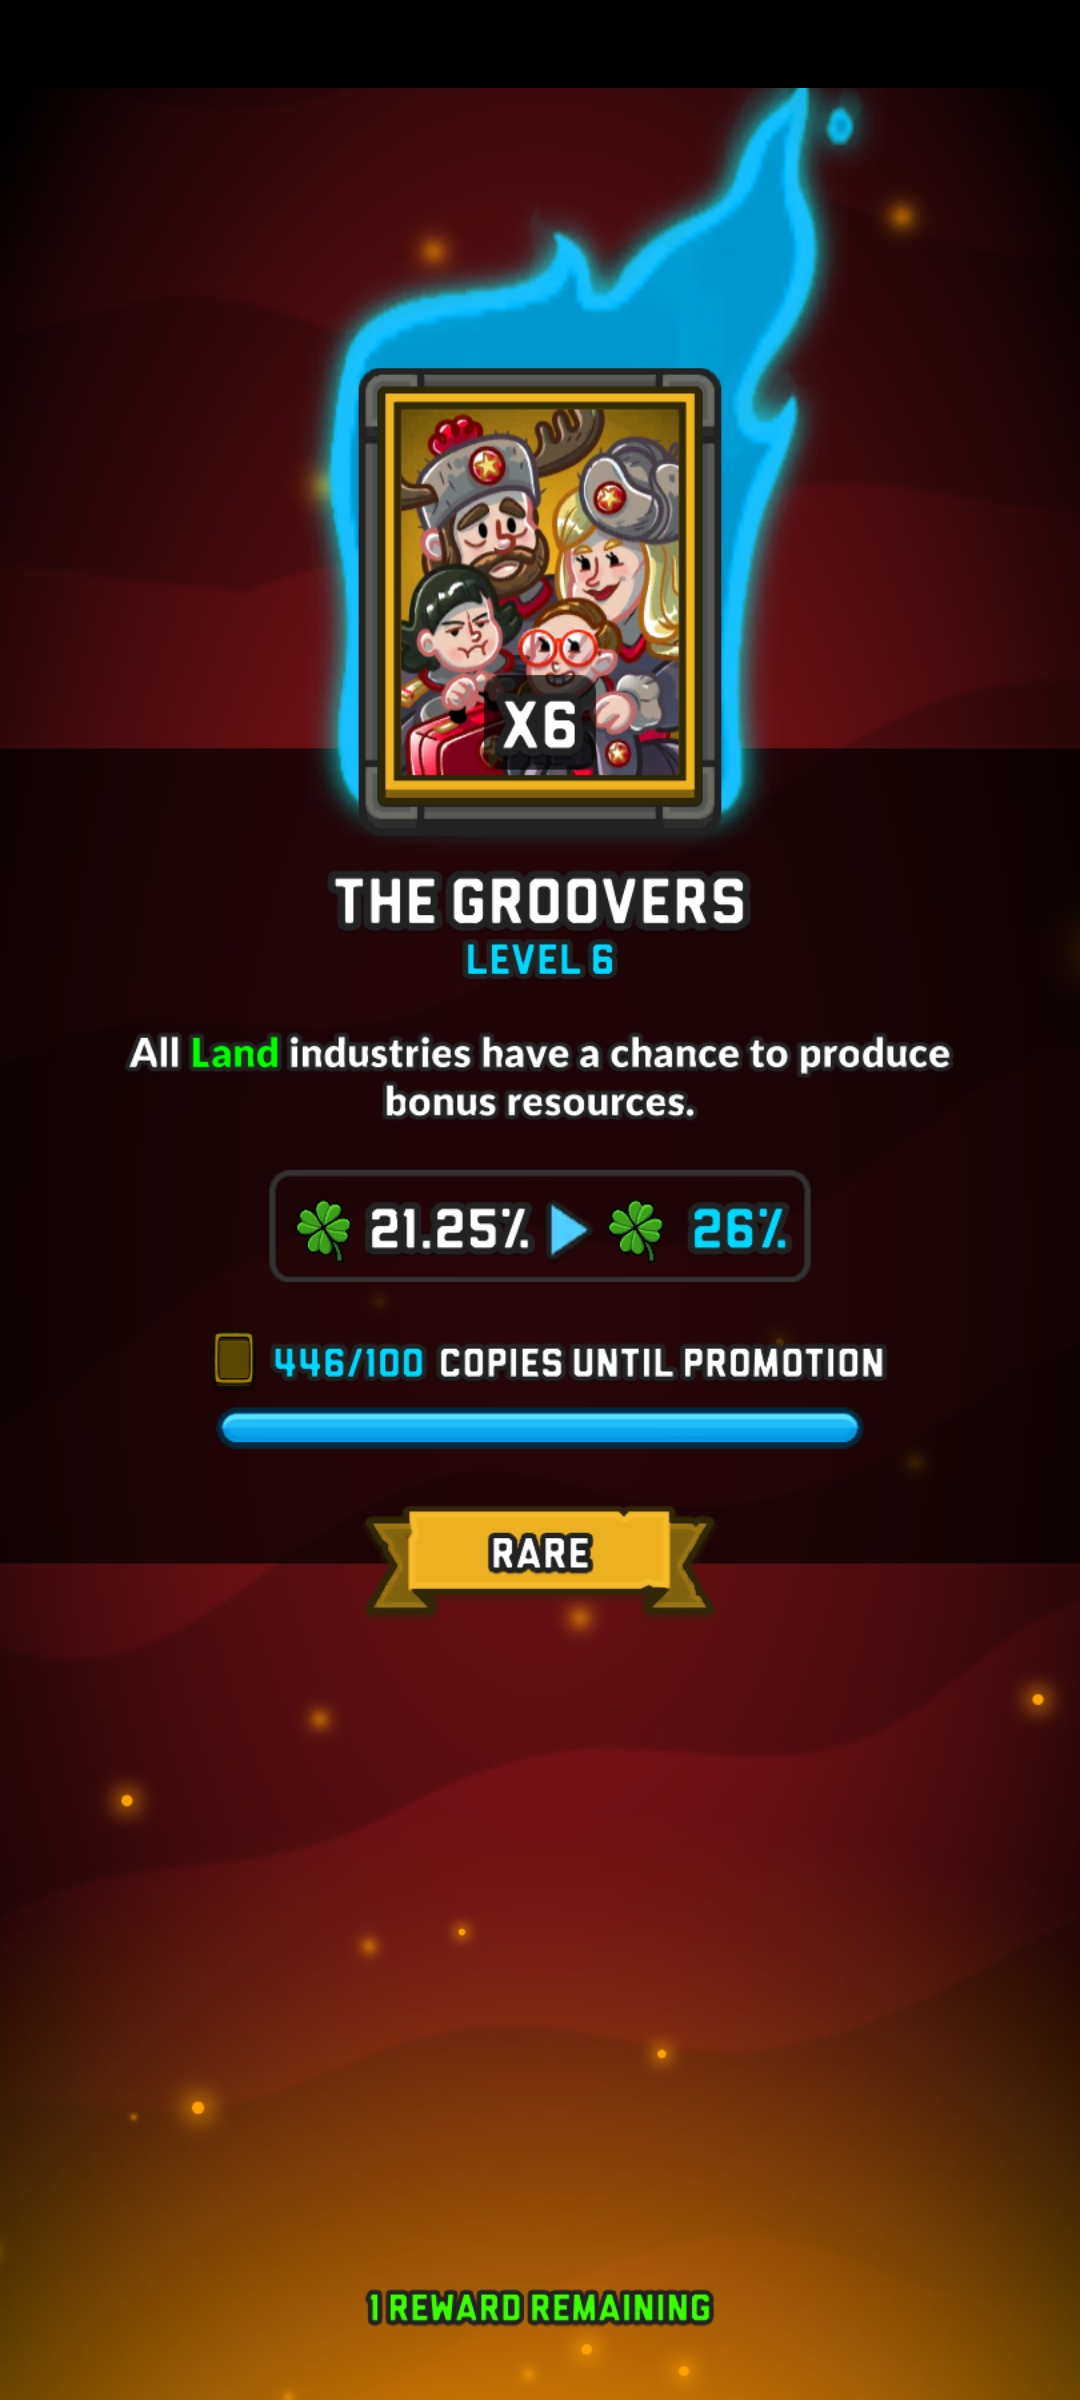 X6
THE GROOVERS
LEVEL 6
All Land industries have a chance to produce
bonus resources.
21.25% 26%
446/100 COPIES UNTIL PROMOTION
RARE
1 REWARD REMAINING